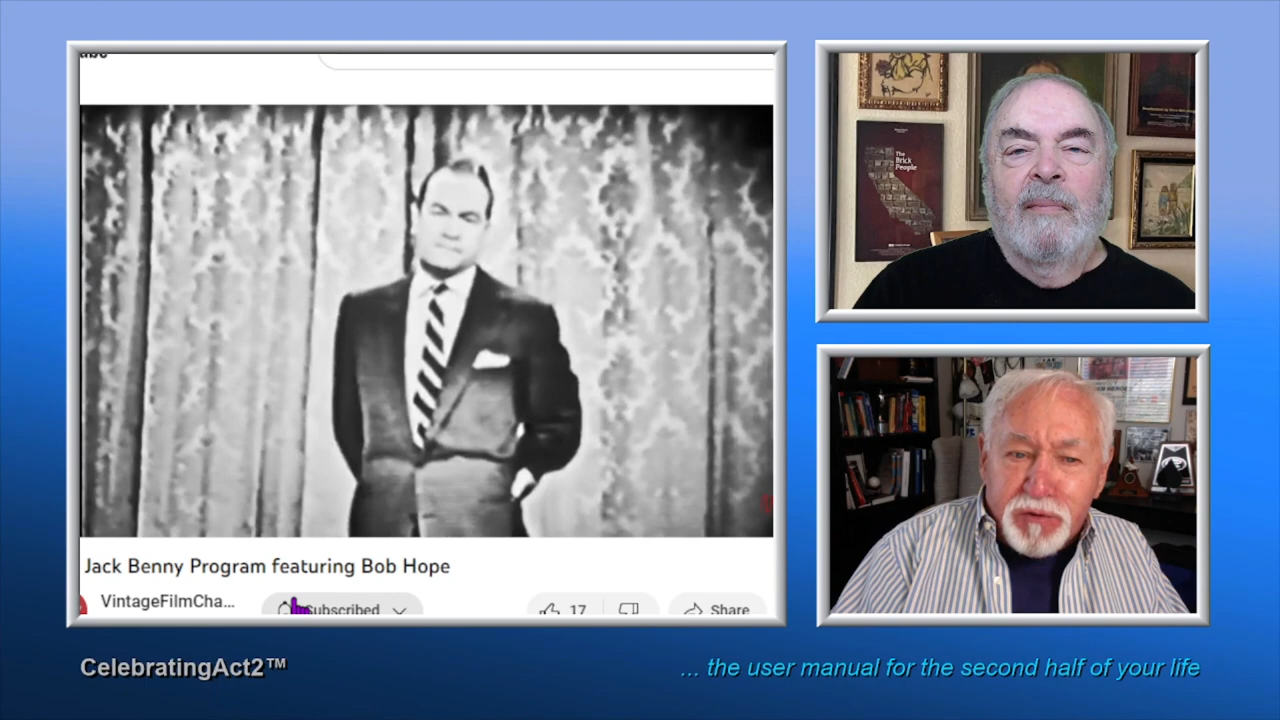 Jack Benny Program featuring Bob Hope
VintageFilmCha...
Subscribed
17
Share
The
Brick
People
CelebratingAct2™
... the user manual for the second half of your life